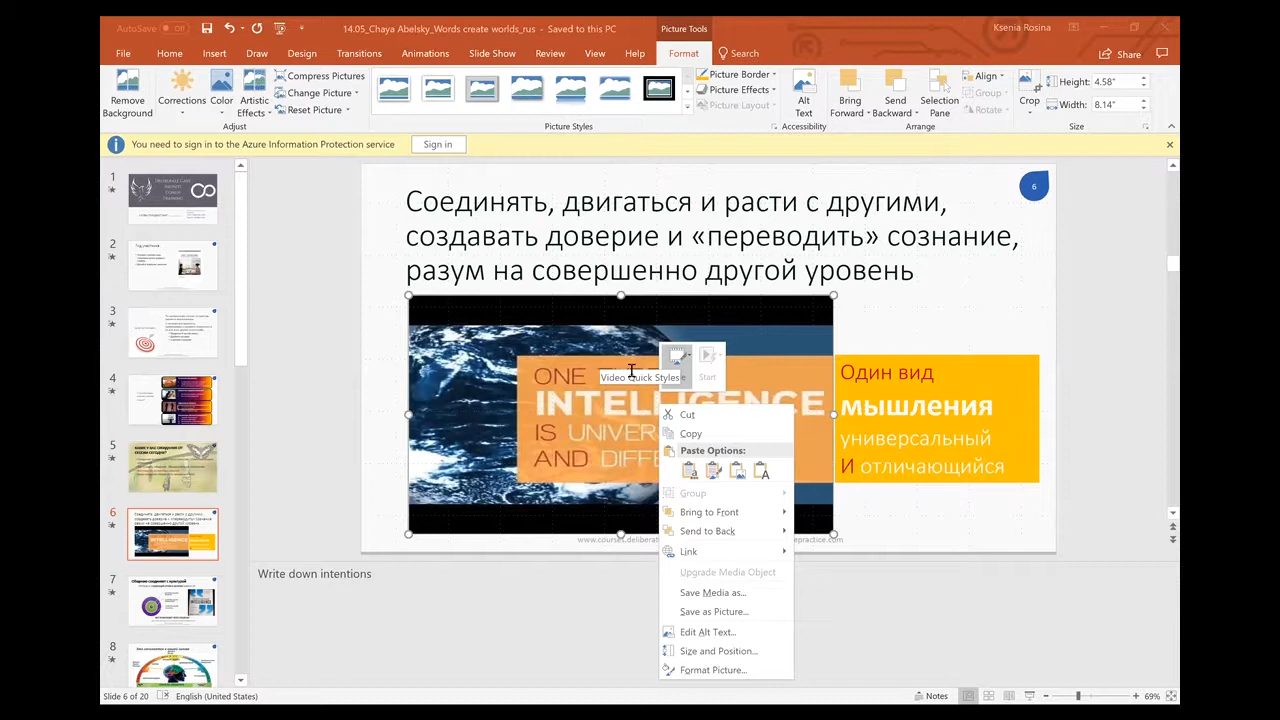 AutoSave Off
14.05_Chaya Abelsky_Words create worlds_rus - Saved to this PC
Picture Tools
Ksenia Rosina
File Home Insert Draw Design Transitions Animations Slide Show Review View Help Format Search Share
Remove Background
Corrections
Color
Artistic Effects
Compress Pictures
Change Picture
Reset Picture
Adjust
Picture Styles
Picture Border
Picture Effects
Picture Layout
Alt Text
Accessibility
Bring Forward
Send Backward
Selection Pane
Align
Group
Rotate
Arrange
Crop
Height: 4.58"
Width: 8.14"
Size
You need to sign in to the Azure Information Protection service
Sign in
1
2
3
4
5
6
7
8
6
Соединять, двигаться и расти с другими,
создавать доверие и «переводить» сознание,
разум на совершенно другой уровень
ONE
INTELLIGENCE
IS UNIVER
AND DIFFE
Video Quick Styles
Start
Один вид
мышления
универсальный
И отличающийся
Cut
Copy
Paste Options:
Group
Bring to Front
Send to Back
Link
Upgrade Media Object
Save Media as...
Save as Picture...
Edit Alt Text...
Size and Position...
Format Picture...
Write down intentions
Slide 6 of 20
English (United States)
Notes
69%